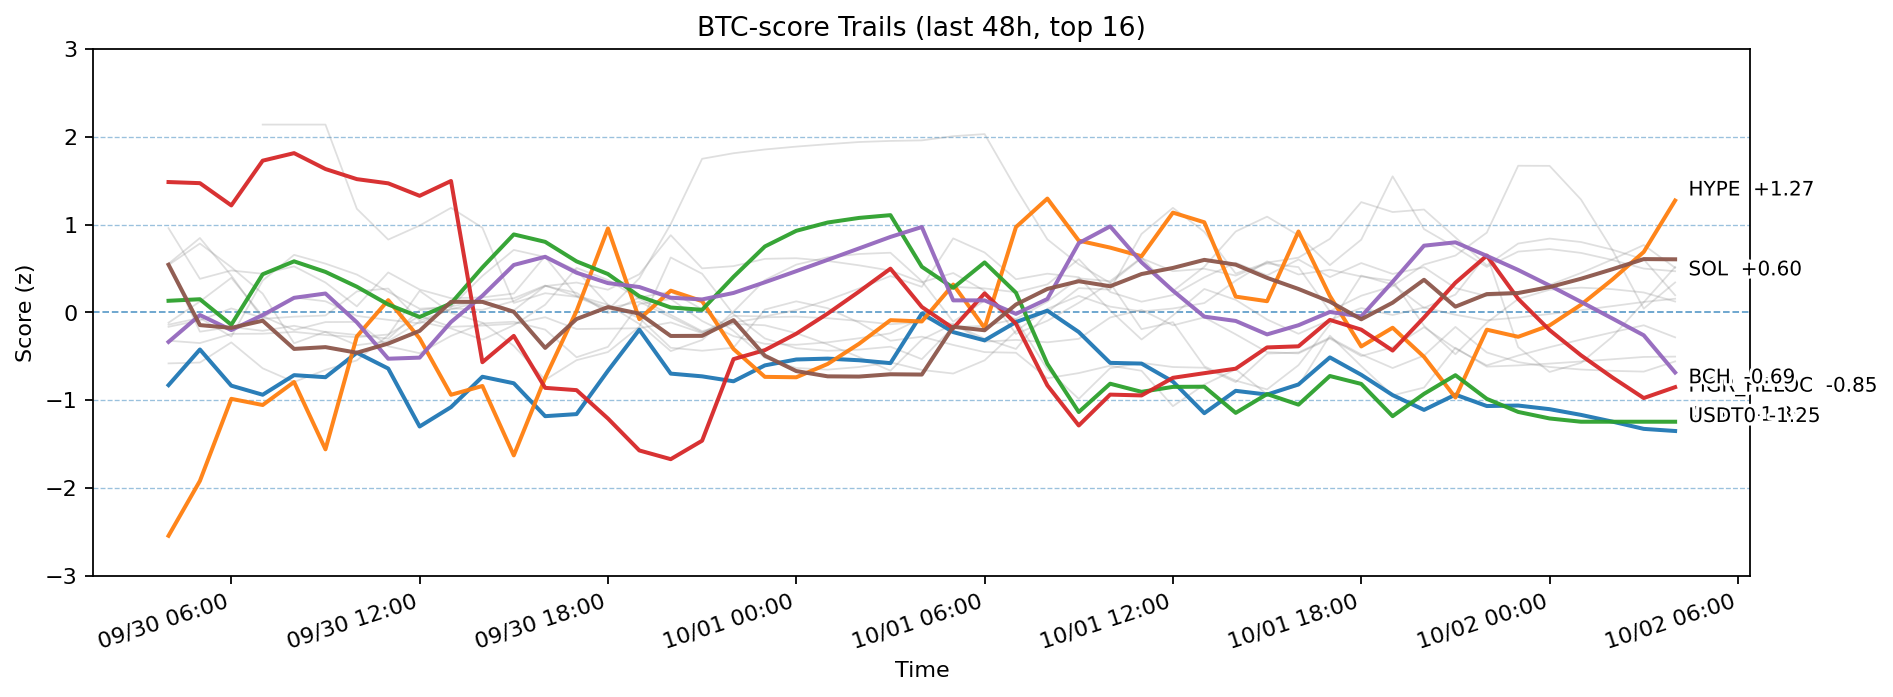 BTC-score Trails (last 48h, top 16)
Score (z)
3
2
1
0
−1
−2
−3
HYPE +1.27
SOL +0.60
BCH -0.69
-0.85
USDT0 -1.25
09/30 06:00
09/30 12:00
09/30 18:00
10/01 00:00
10/01 06:00
10/01 12:00
10/01 18:00
10/02 00:00
10/02 06:00
Time